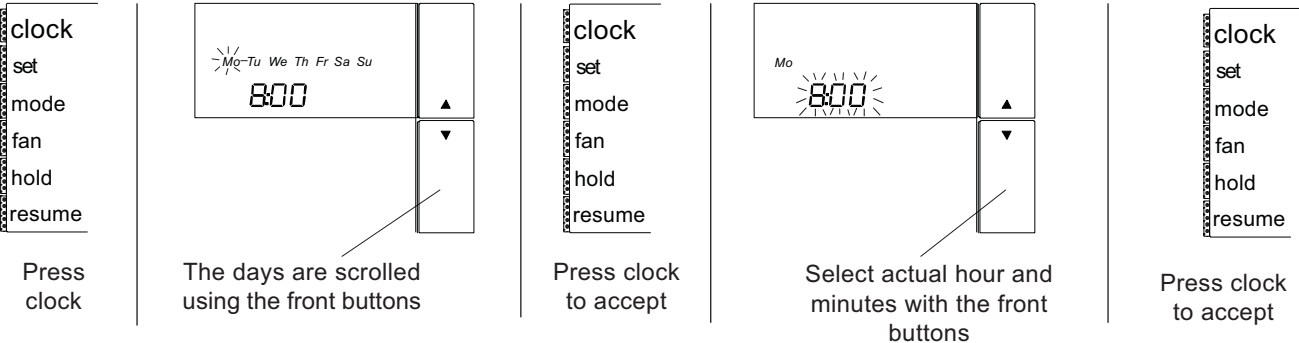 clock
set
mode
fan
hold
resume
Press
clock
Mo Tu We Th Fr Sa Su
8:00
▲
▼
The days are scrolled
using the front buttons
clock
set
mode
fan
hold
resume
Press clock
to accept
Mo
8:00
▲
▼
Select actual hour and
minutes with the front
buttons
clock
set
mode
fan
hold
resume
Press clock
to accept